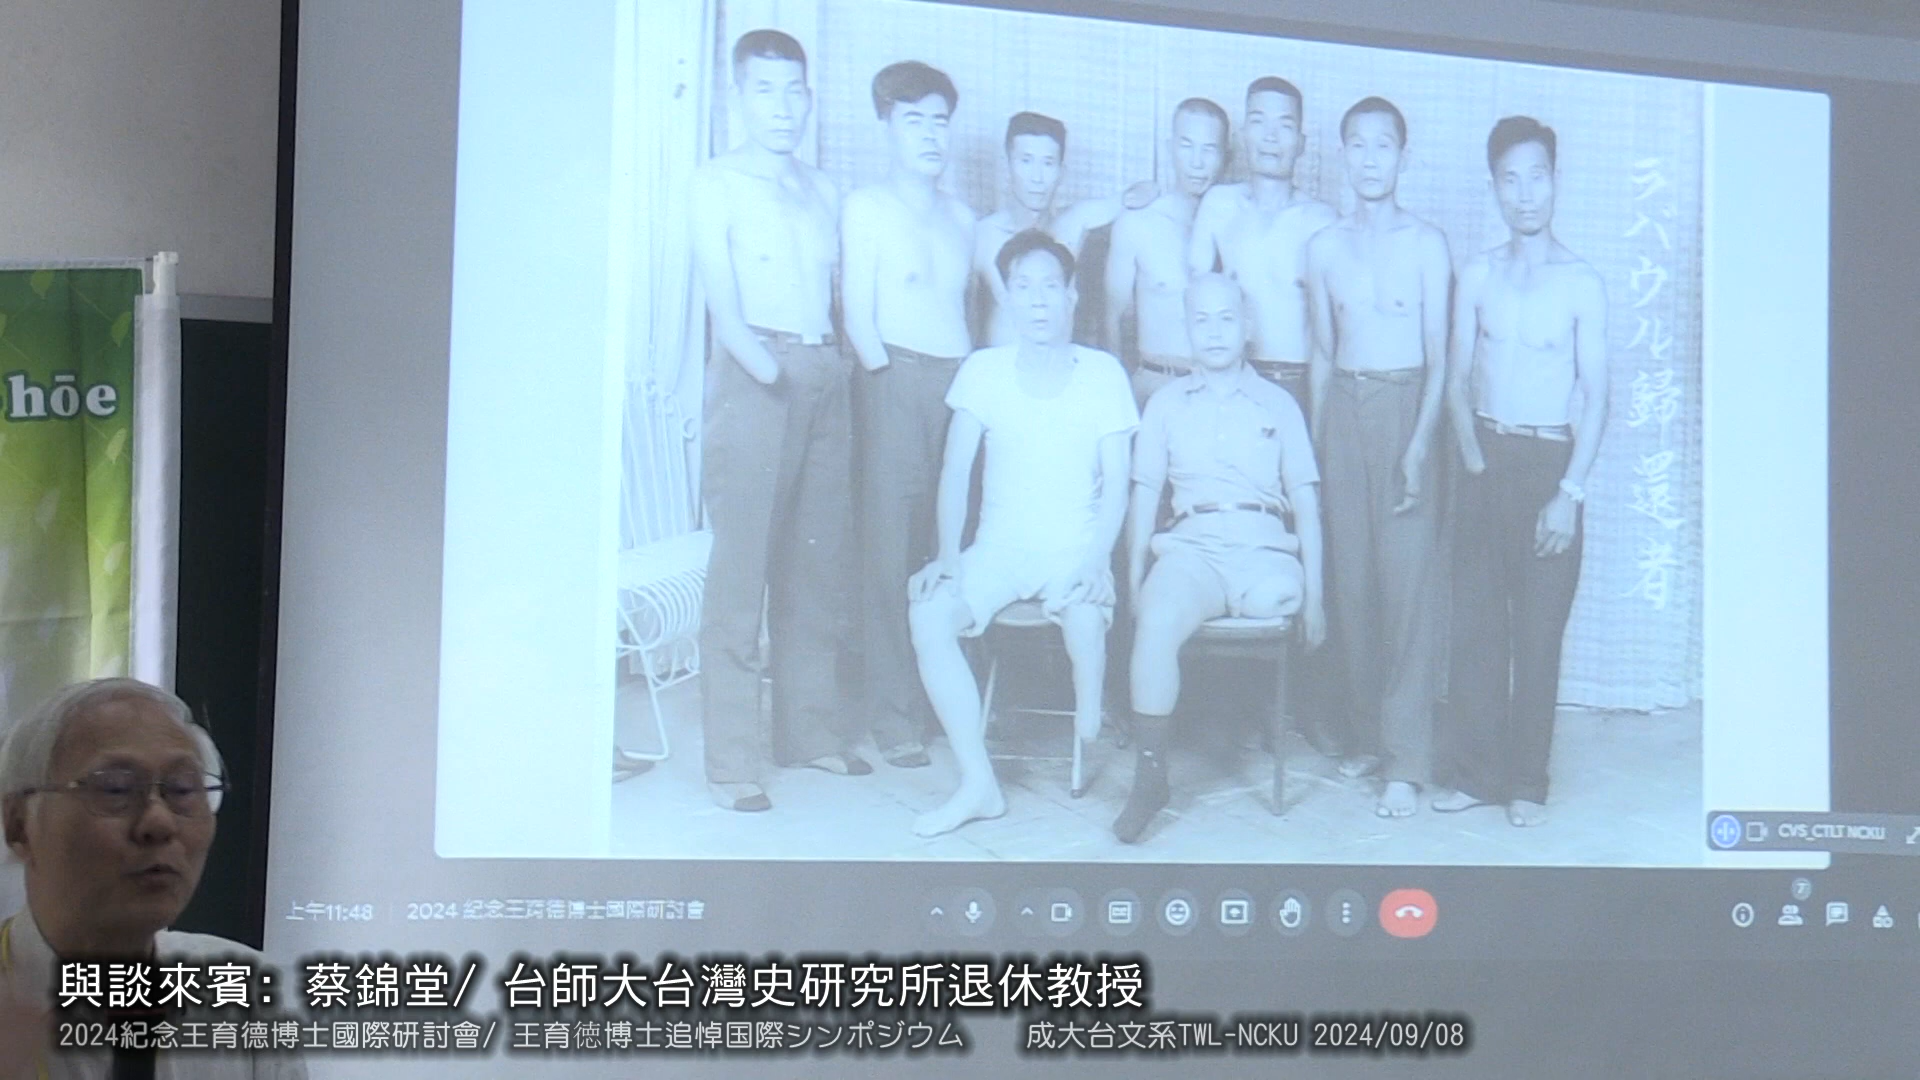 ラバウル歸還者
hōe
CVS_CTLT NCKU
上午11:48
2024 紀念王育德博士國際研討會
7
與談來賓: 蔡錦堂/ 台師大台灣史研究所退休教授
2024紀念王育德博士國際研討會/ 王育徳博士追悼国際シンポジウム 成大台文系TWL-NCKU 2024/09/08